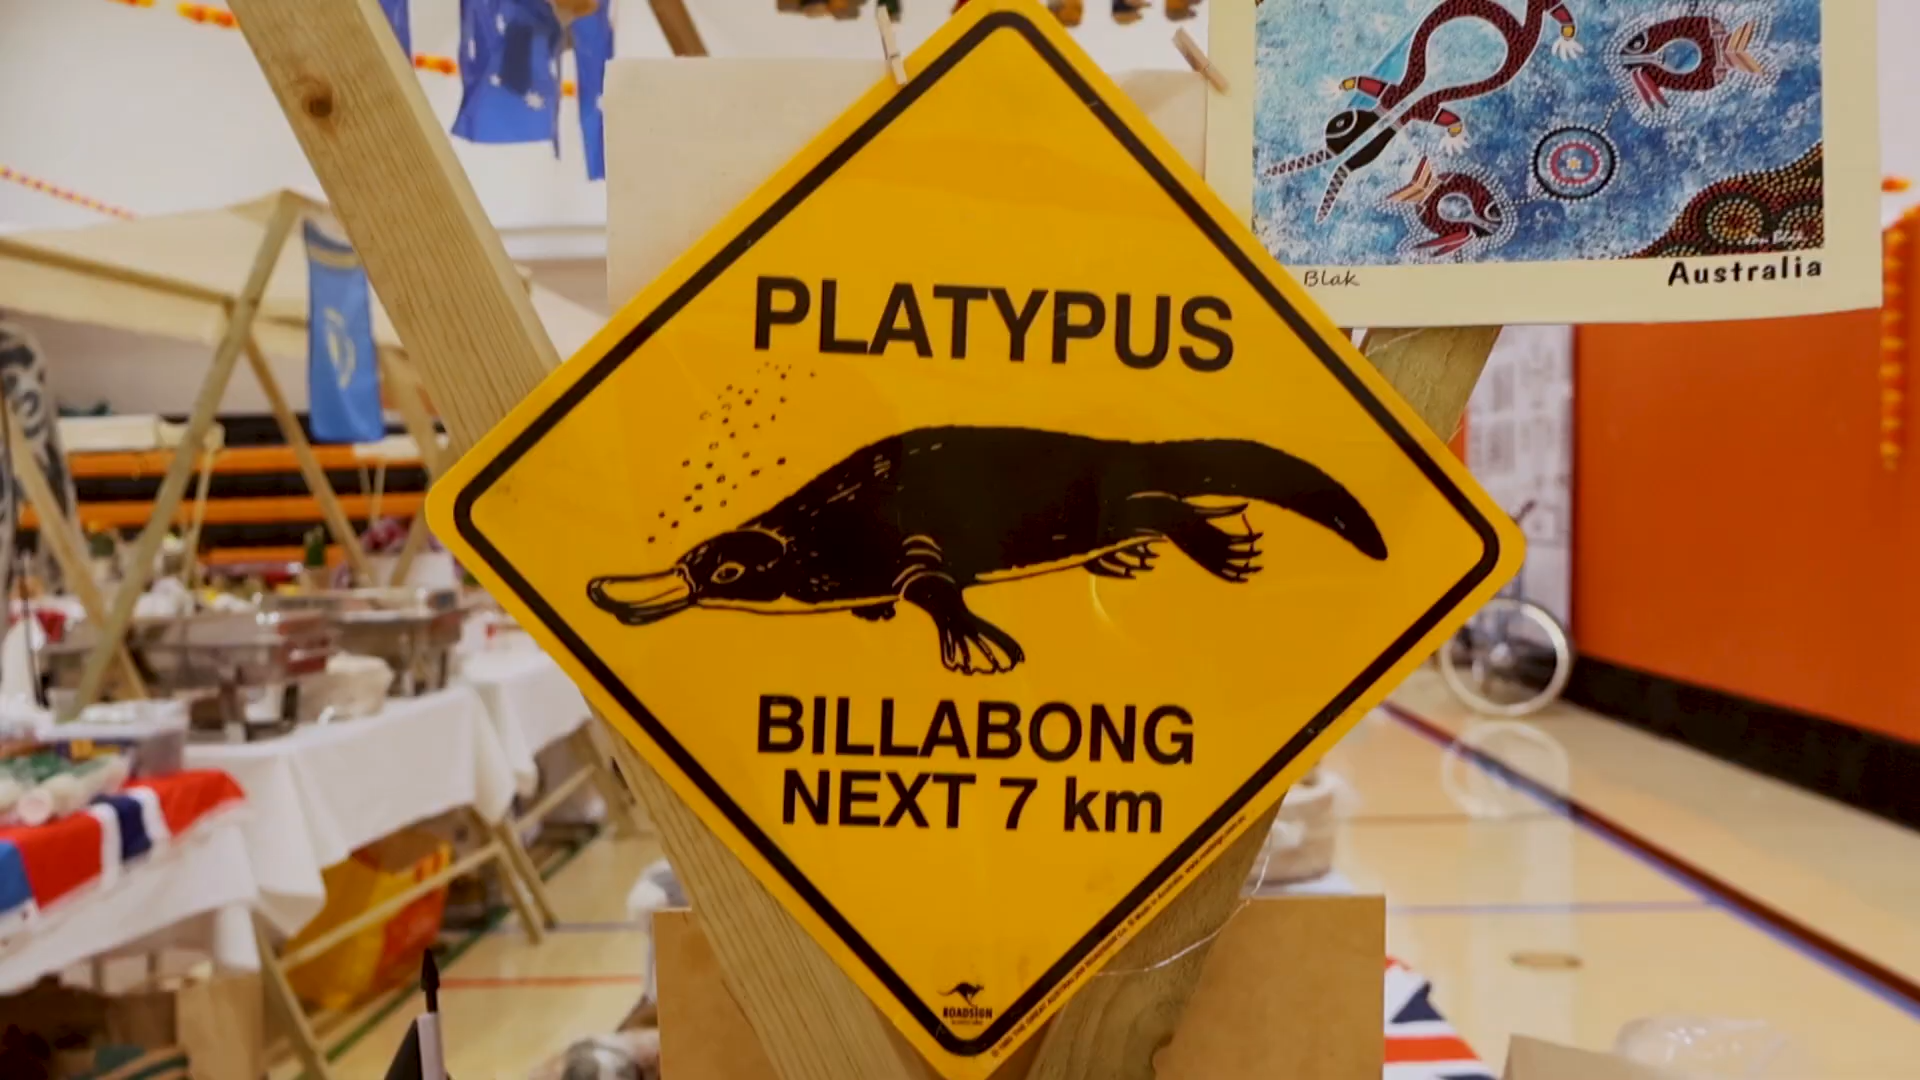 PLATYPUS
BILLABONG
NEXT 7 km
ROADSIGN
Blak
Australia